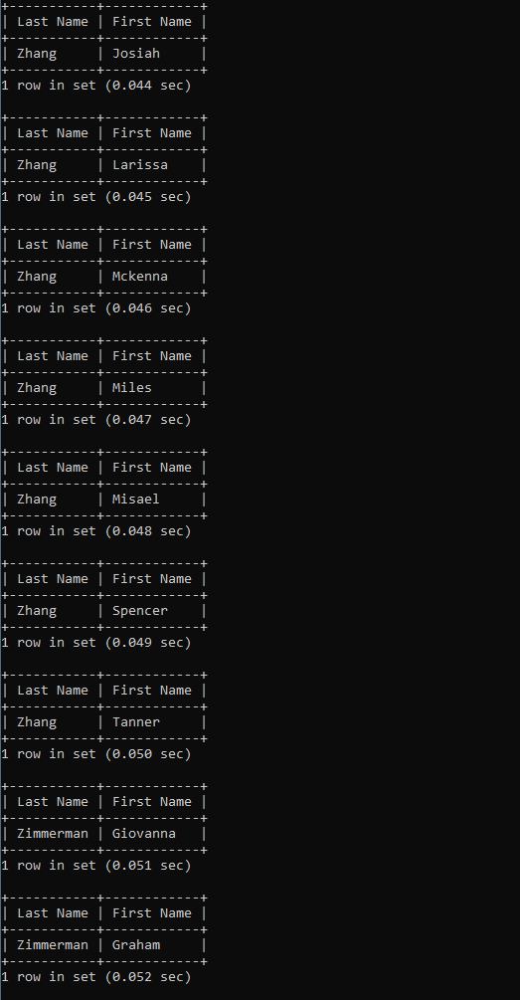 +-----------+------------+
| Last Name | First Name |
+-----------+------------+
| Zhang     | Josiah     |
+-----------+------------+
1 row in set (0.044 sec)

+-----------+------------+
| Last Name | First Name |
+-----------+------------+
| Zhang     | Larissa    |
+-----------+------------+
1 row in set (0.045 sec)

+-----------+------------+
| Last Name | First Name |
+-----------+------------+
| Zhang     | Mckenna    |
+-----------+------------+
1 row in set (0.046 sec)

+-----------+------------+
| Last Name | First Name |
+-----------+------------+
| Zhang     | Miles      |
+-----------+------------+
1 row in set (0.047 sec)

+-----------+------------+
| Last Name | First Name |
+-----------+------------+
| Zhang     | Misael     |
+-----------+------------+
1 row in set (0.048 sec)

+-----------+------------+
| Last Name | First Name |
+-----------+------------+
| Zhang     | Spencer    |
+-----------+------------+
1 row in set (0.049 sec)

+-----------+------------+
| Last Name | First Name |
+-----------+------------+
| Zhang     | Tanner     |
+-----------+------------+
1 row in set (0.050 sec)

+-----------+------------+
| Last Name | First Name |
+-----------+------------+
| Zimmerman | Giovanna   |
+-----------+------------+
1 row in set (0.051 sec)

+-----------+------------+
| Last Name | First Name |
+-----------+------------+
| Zimmerman | Graham     |
+-----------+------------+
1 row in set (0.052 sec)